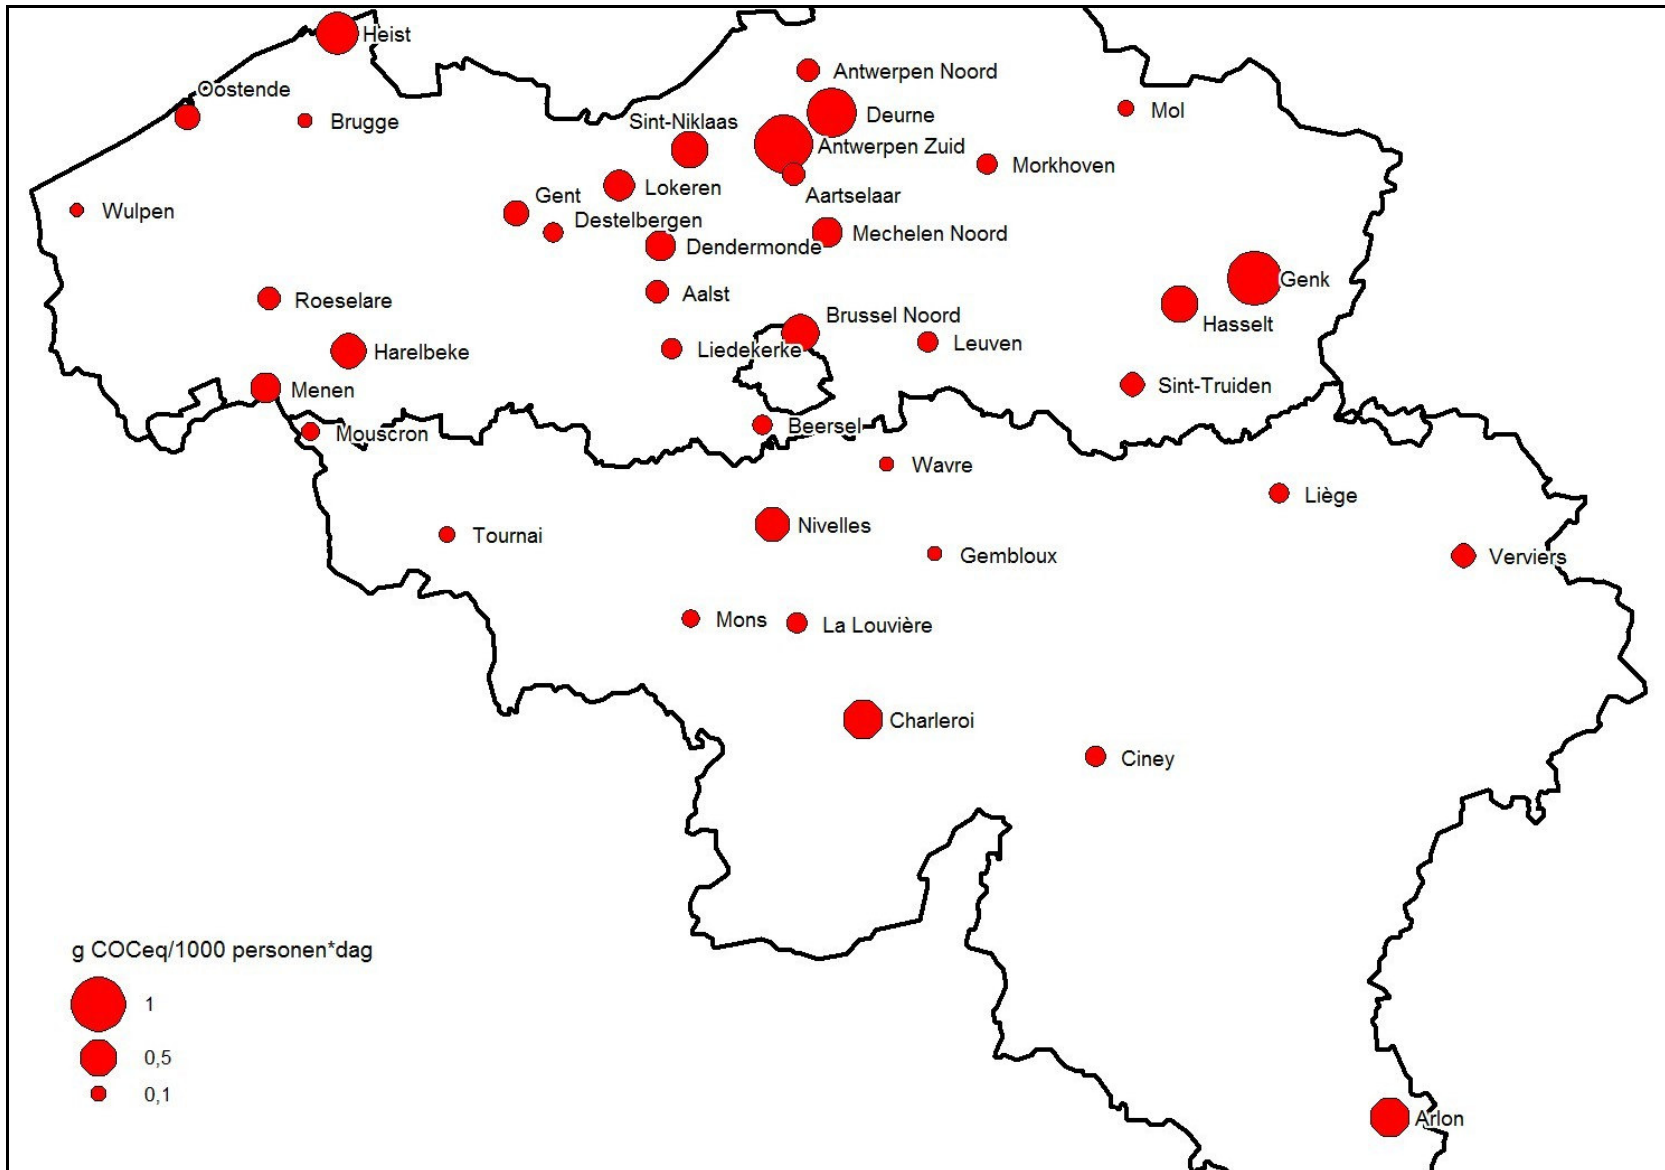 Heist
Oostende
Brugge
Antwerpen Noord
Deurne
Mol
Sint-Niklaas
Antwerpen Zuid
Morkhoven
Lokeren
Aartselaar
Wulpen
Gent
Destelbergen
Mechelen Noord
Dendermonde
Genk
Aalst
Roeselare
Brussel Noord
Hasselt
Harelbeke
Liedekerke
Leuven
Menen
Sint-Truiden
Mouscron
Beersel
Wavre
Liège
Nivelles
Tournai
Gembloux
Verviers
Mons
La Louvière
Charleroi
Ciney
g COCeq/1000 personen*dag
1
0,5
0,1
Arlon